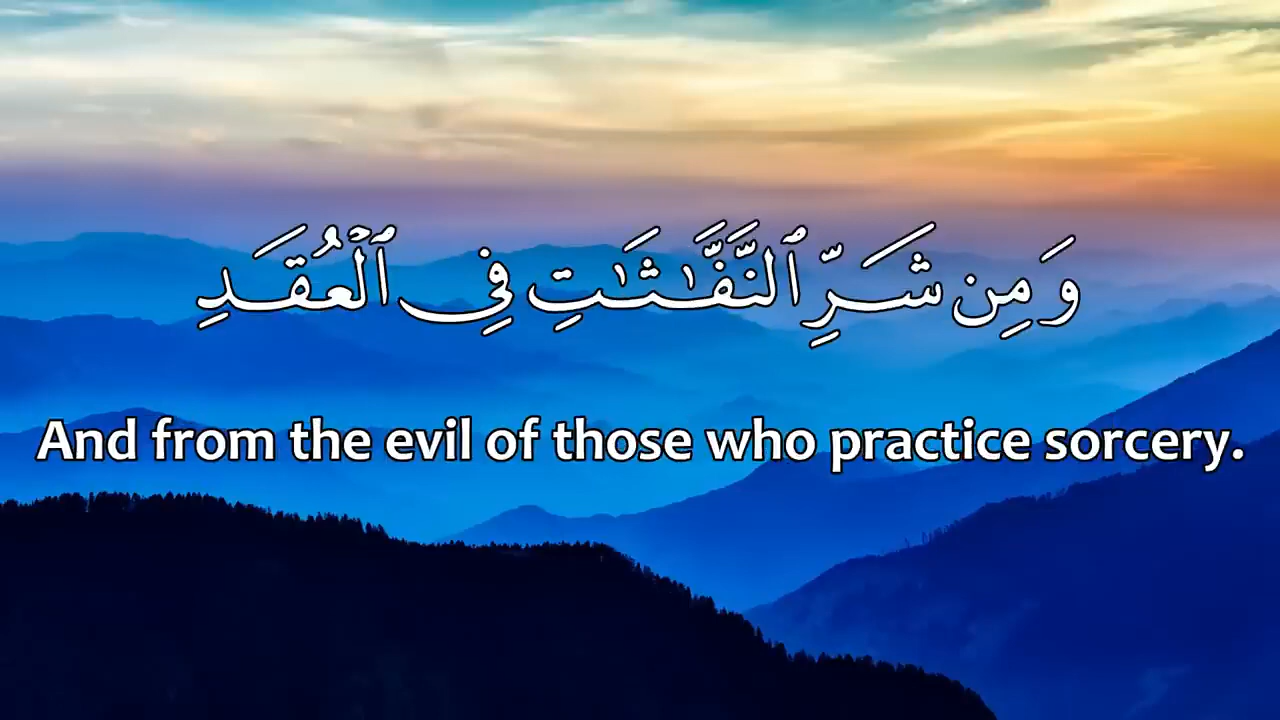 وَمِن شَرِّ ٱلنَّفَّـٰثَـٰتِ فِى ٱلْعُقَدِ
And from the evil of those who practice sorcery.